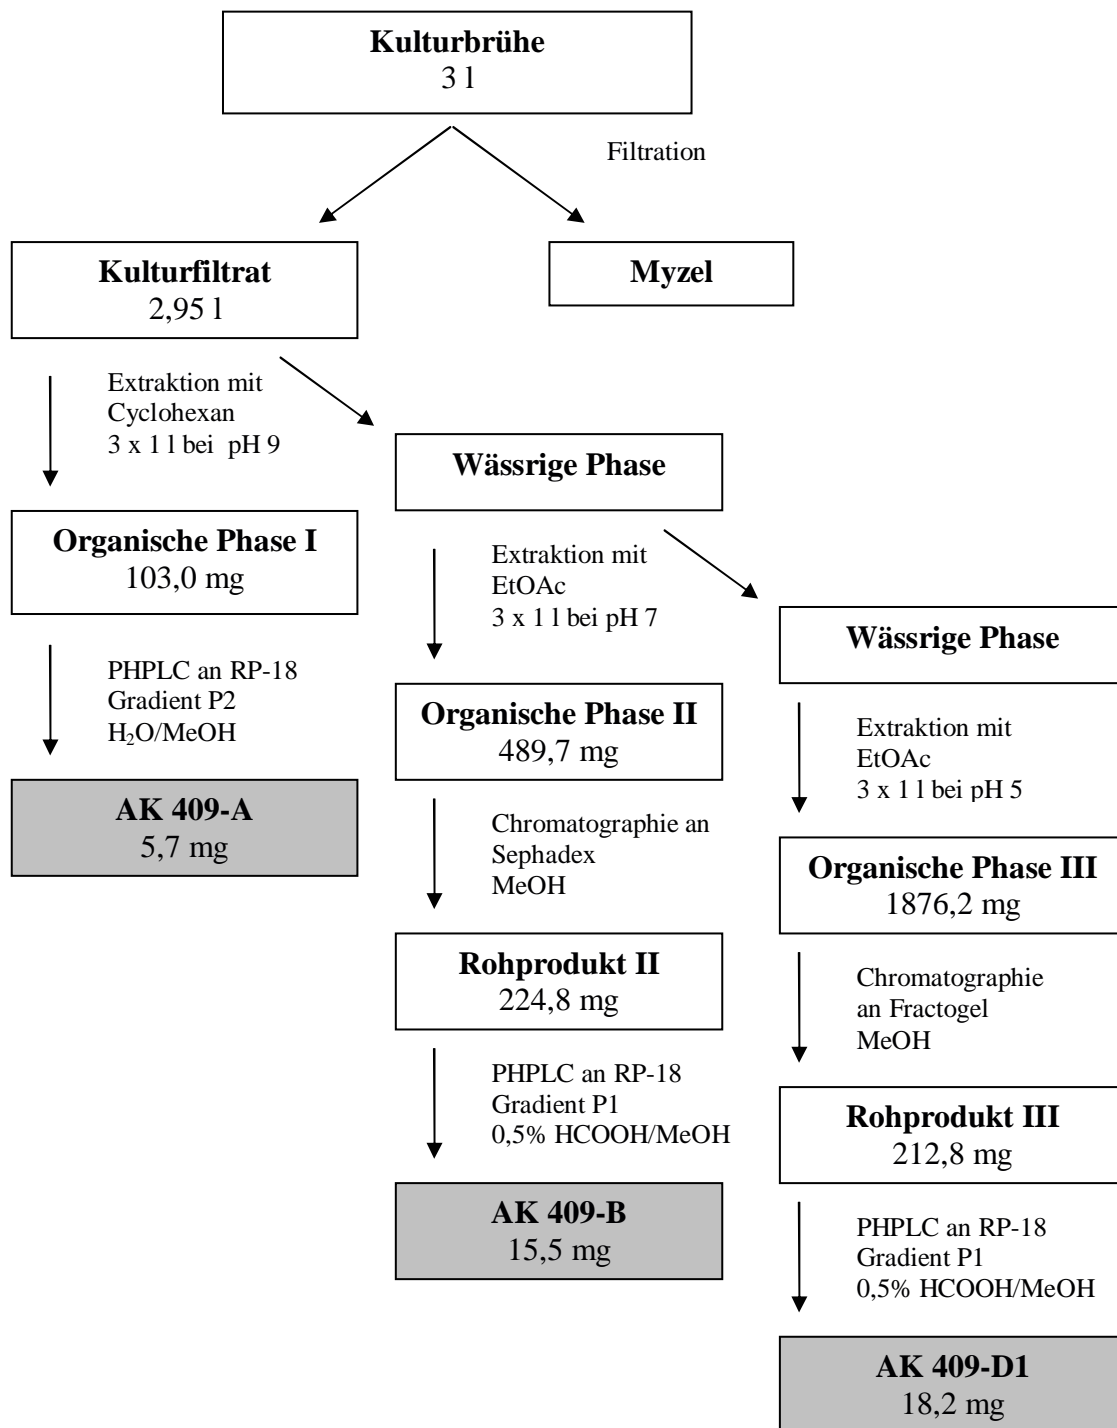 Kulturbrühe
3 l
Filtration
Kulturfiltrat
2,95 l
Myzel
Extraktion mit
Cyclohexan
3 x 1 l bei pH 9
Wässrige Phase
Organische Phase I
103,0 mg
Extraktion mit
EtOAc
3 x 1 l bei pH 7
Wässrige Phase
PHPLC an RP-18
Gradient P2
H₂O/MeOH
Organische Phase II
489,7 mg
Extraktion mit
EtOAc
3 x 1 l bei pH 5
AK 409-A
5,7 mg
Chromatographie an
Sephadex
MeOH
Organische Phase III
1876,2 mg
Rohprodukt II
224,8 mg
Chromatographie
an Fractogel
MeOH
PHPLC an RP-18
Gradient P1
0,5% HCOOH/MeOH
Rohprodukt III
212,8 mg
AK 409-B
15,5 mg
PHPLC an RP-18
Gradient P1
0,5% HCOOH/MeOH
AK 409-D1
18,2 mg